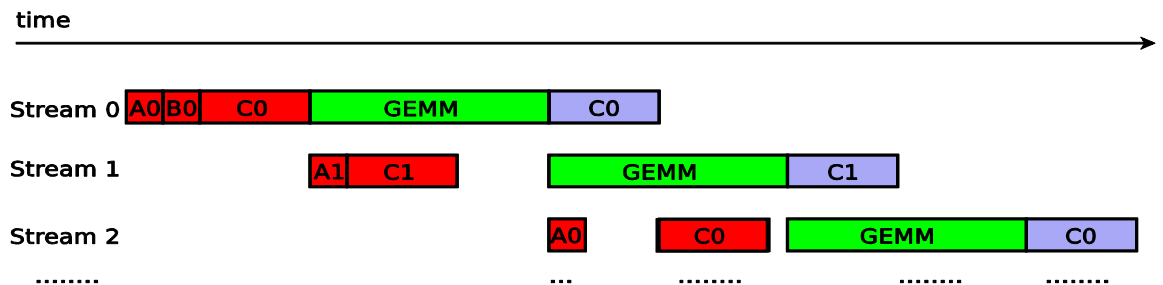 time
Stream 0 A0 B0 C0 GEMM C0
Stream 1 A1 C1 GEMM C1
Stream 2 A0 C0 GEMM C0
........ ... ........ ........ ........